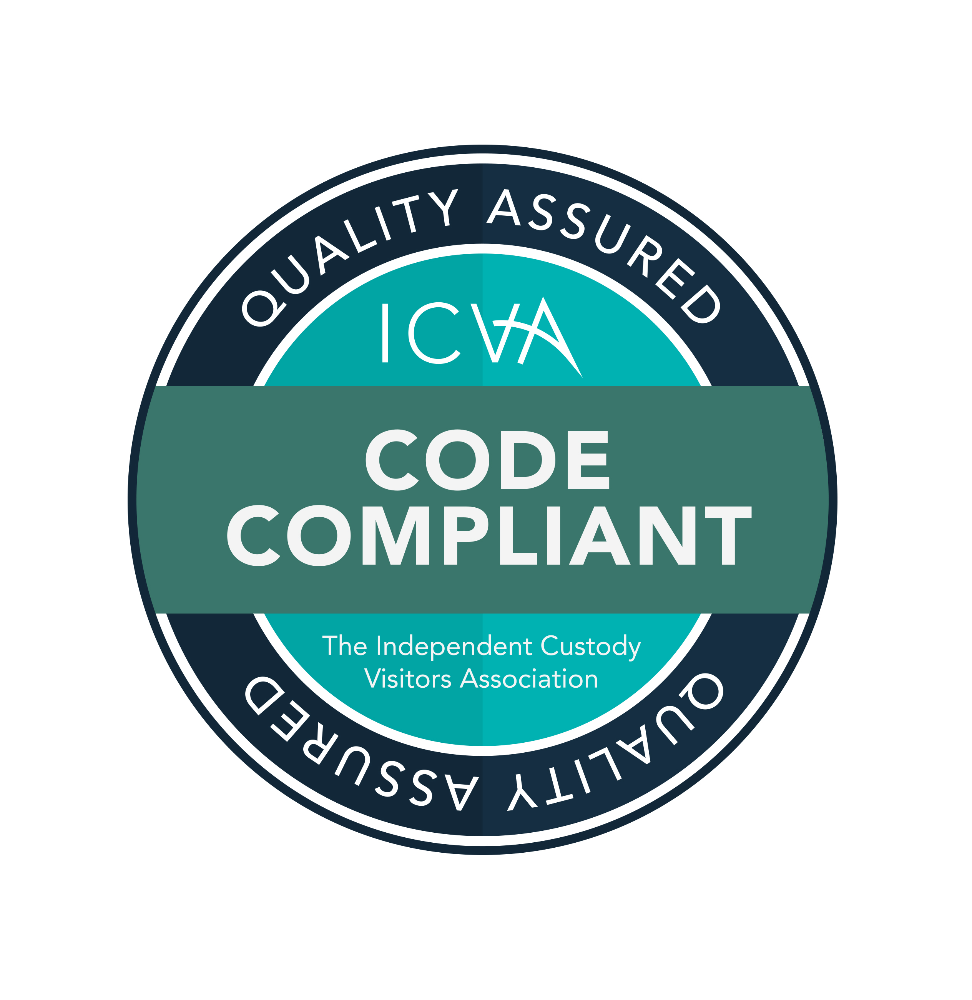 QUALITY ASSURED
ICVA
CODE
COMPLIANT
The Independent Custody
Visitors Association
QUALITY ASSURED